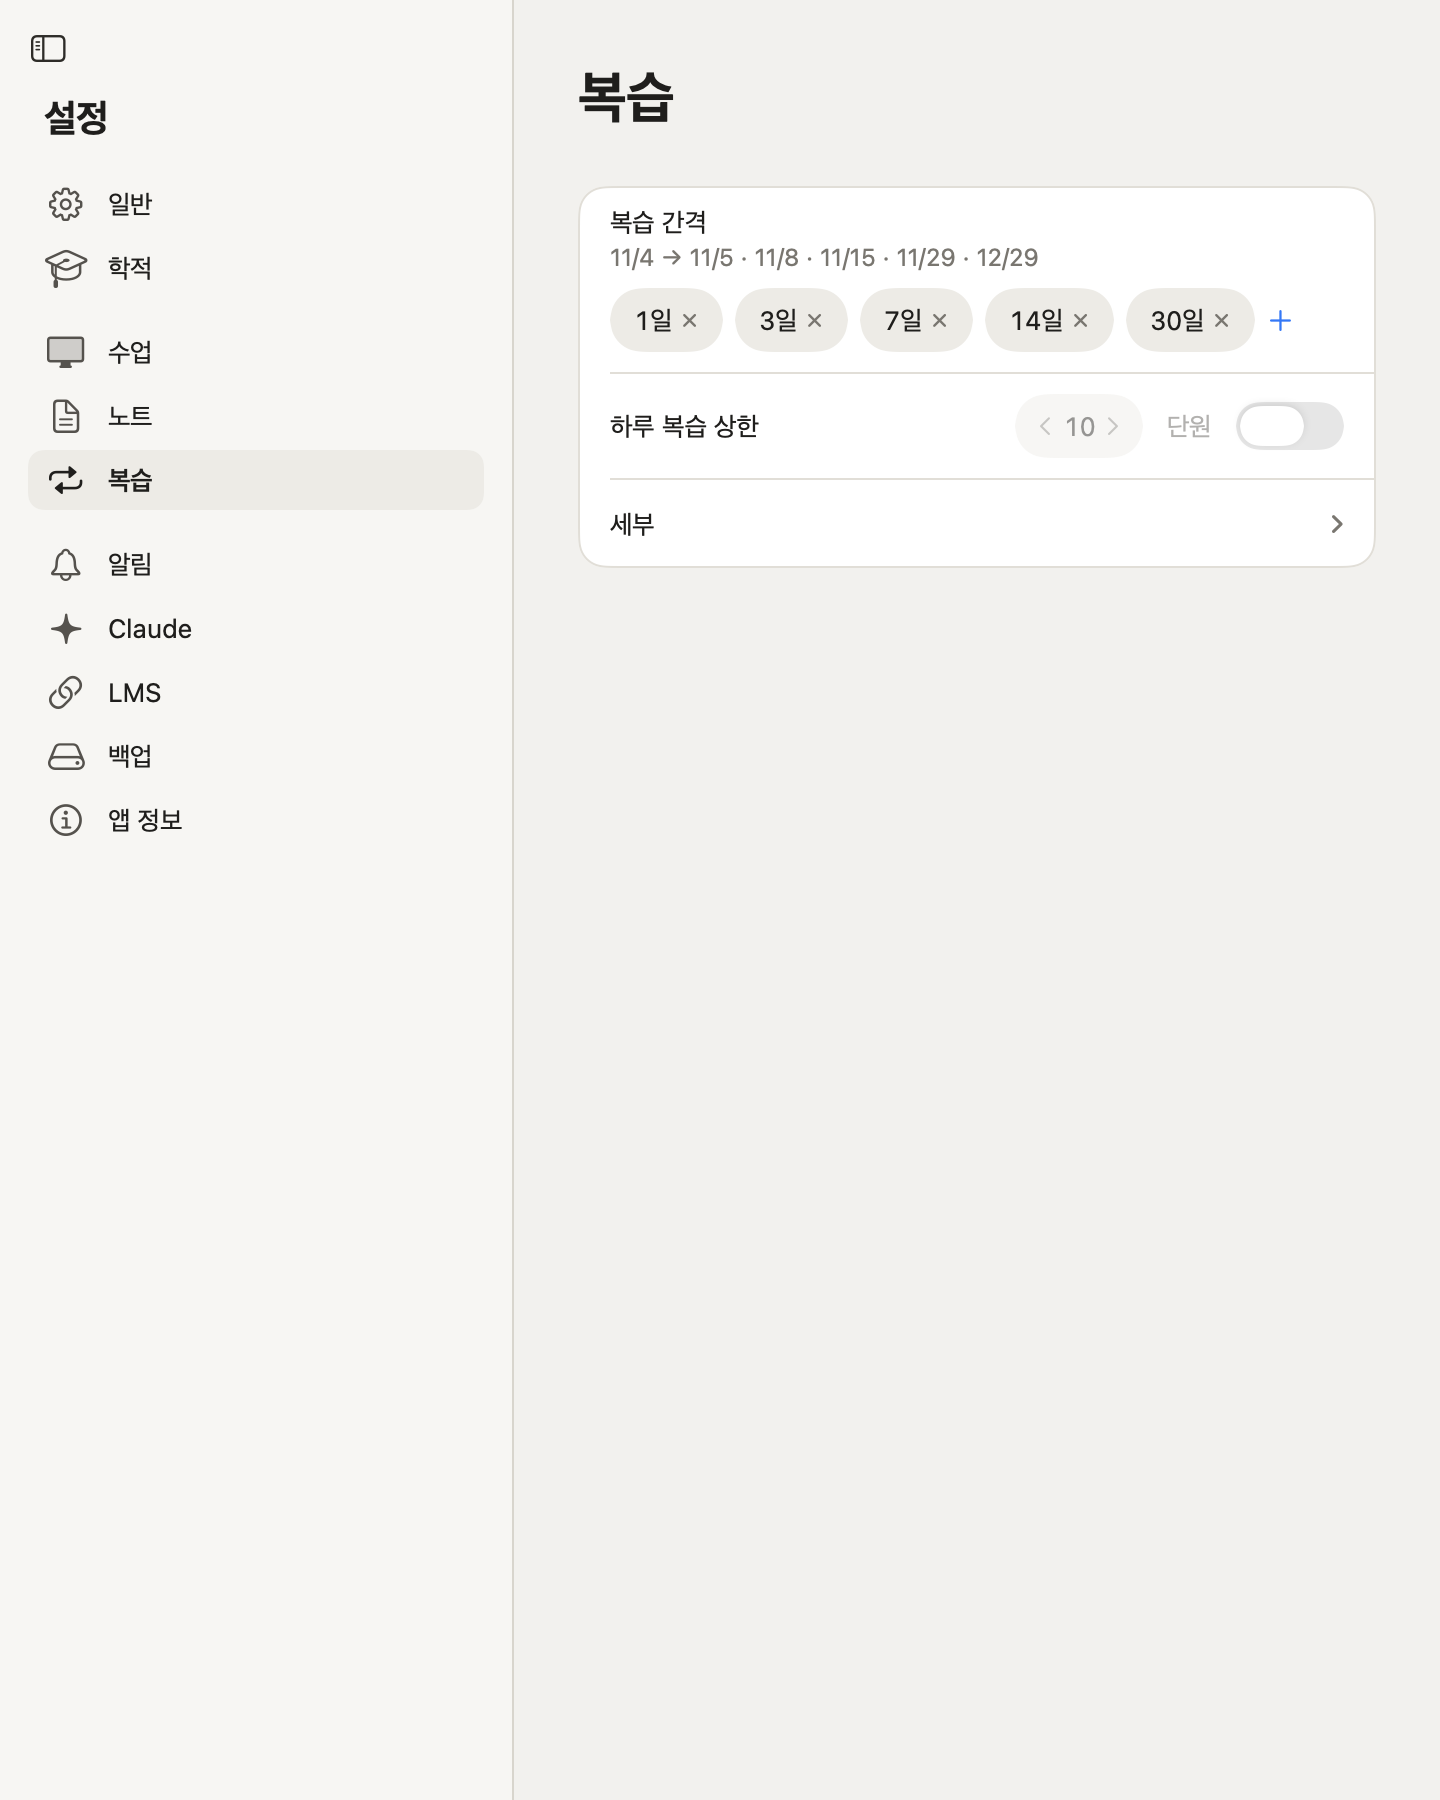 설정
일반
학적
수업
노트
복습
알림
Claude
LMS
백업
앱 정보
복습
복습 간격
11/4 → 11/5 · 11/8 · 11/15 · 11/29 · 12/29
1일 × 3일 × 7일 × 14일 × 30일 × +
하루 복습 상한 < 10 > 단원
세부 >